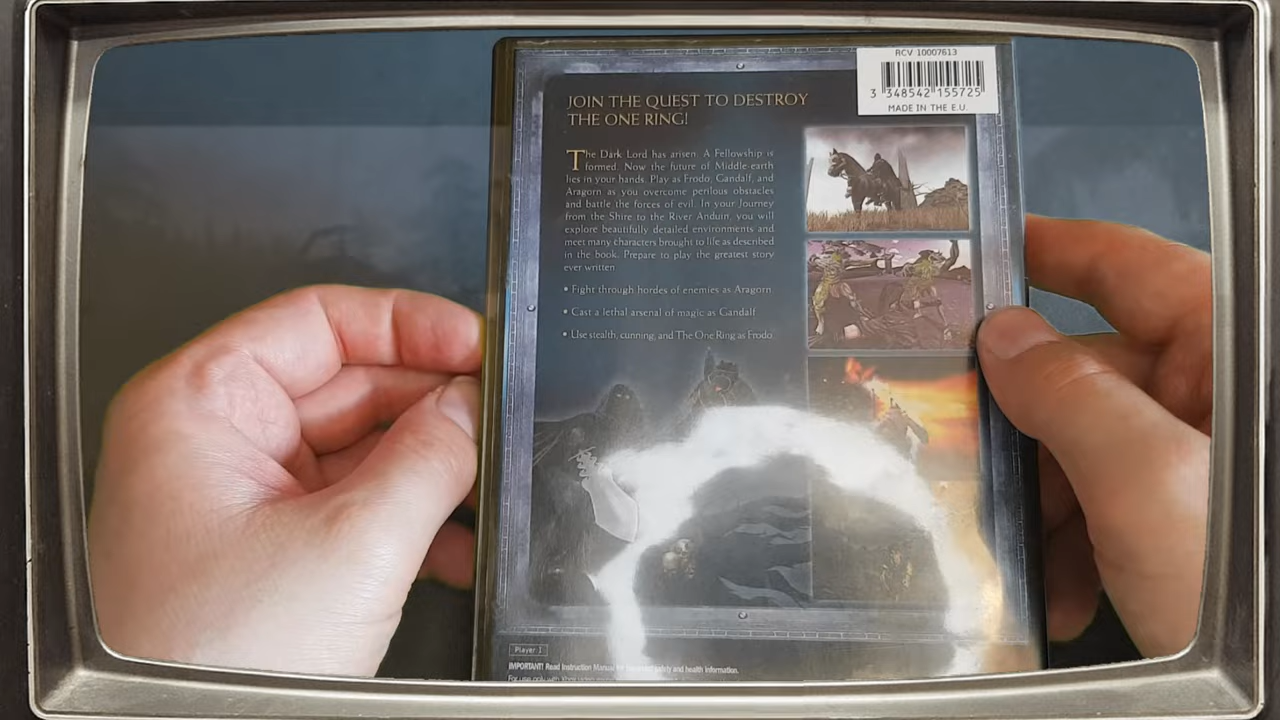 RCV 10007613
3 348542 155725
MADE IN THE E.U.
JOIN THE QUEST TO DESTROY
THE ONE RING!
The Dark Lord has arisen. A Fellowship is
formed. Now the future of Middle-earth
lies in your hands. Play as Frodo, Gandalf, and
Aragorn as you overcome perilous obstacles
and battle the forces of evil. In your Journey
from the Shire to the River Anduin, you will
explore beautifully detailed environments and
meet many characters brought to life as described
in the book. Prepare to play the greatest story
ever written
• Fight through hordes of enemies as Aragorn
• Cast a lethal arsenal of magic as Gandalf
• Use stealth, cunning, and The One Ring as Frodo
Player 1
IMPORTANT! Read Instruction Manual for safety and health information.
For use only with Xbox